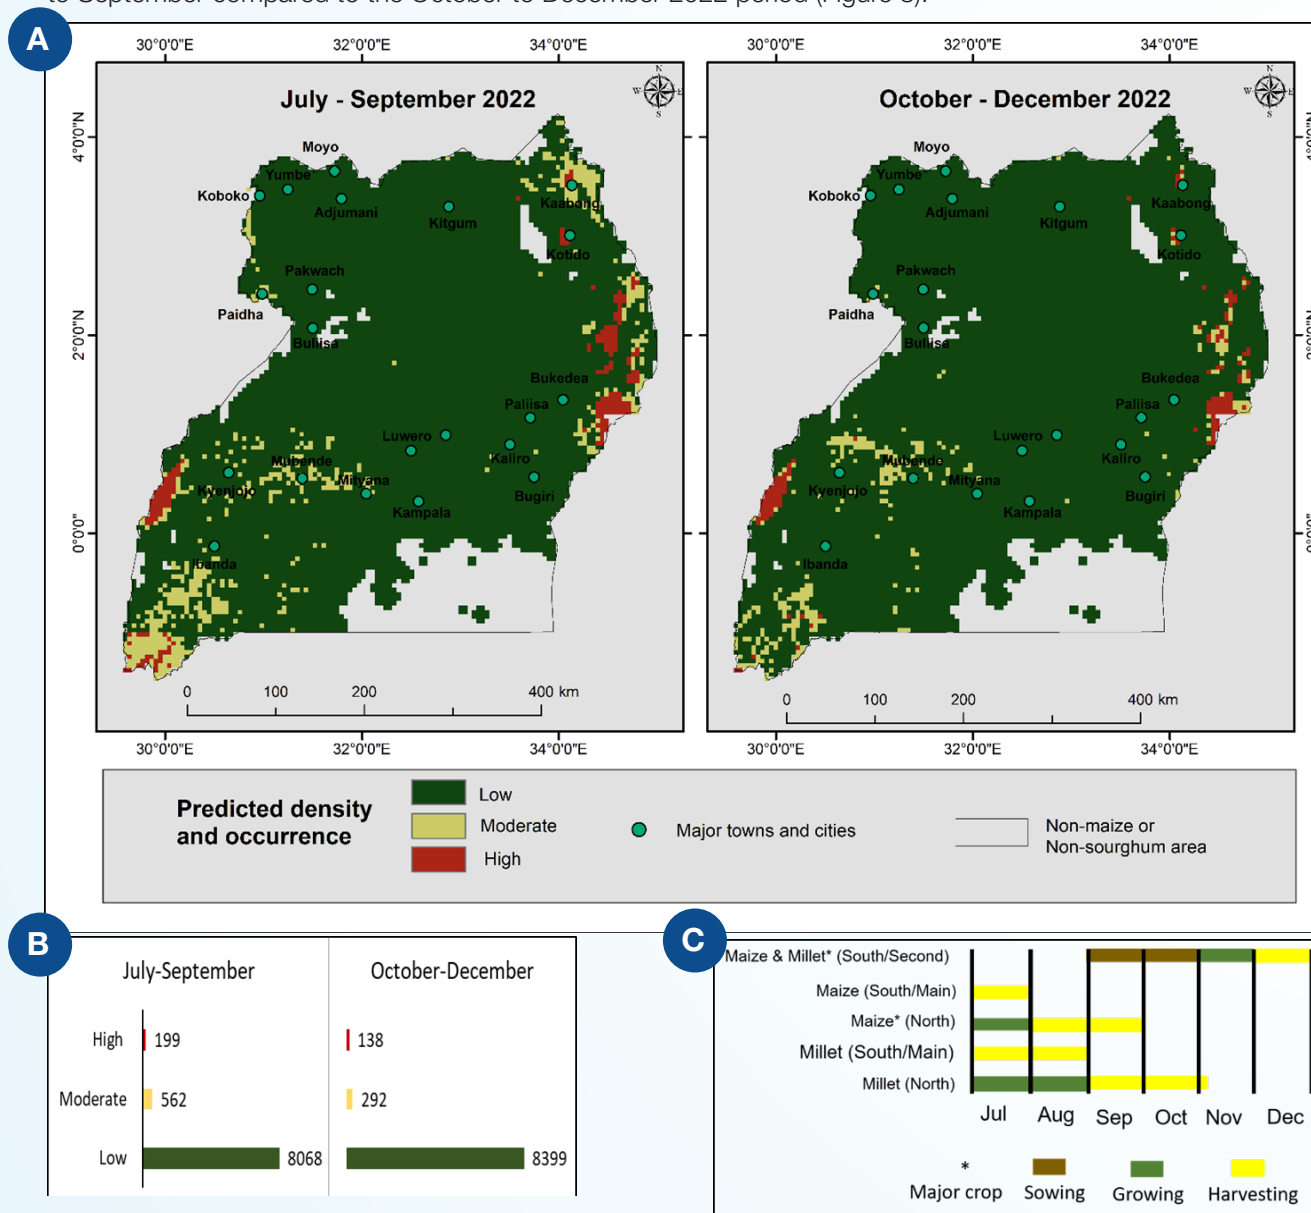 to September compared to the October to December 2022 period (Figure 3).
A
30°0'0"E 32°0'0"E 34°0'0"E 30°0'0"E 32°0'0"E 34°0'0"E
July - September 2022
N
W E
S
4°0'0"N
2°0'0"N
0°0'0"
Moyo
Yumbe
Koboko
Adjumani
Kitgum
Kaabong
Kotido
Pakwach
Paidha
Buliisa
Bukedea
Paliisa
Luwero
Kaliro
Mubende
Mityana
Kyenjojo
Bugiri
Kampala
Ibanda
0 100 200 400 km
October - December 2022
N
W E
S
Moyo
Yumbe
Koboko
Adjumani
Kitgum
Kaabong
Kotido
Pakwach
Paidha
Buliisa
Bukedea
Paliisa
Luwero
Kaliro
Mubende
Mityana
Kyenjojo
Bugiri
Kampala
Ibanda
0 100 200 400 km
30°0'0"E 32°0'0"E 34°0'0"E 30°0'0"E 32°0'0"E 34°0'0"E
Predicted density
and occurrence
Low
Moderate
High
Major towns and cities
Non-maize or
Non-sourghum area
B
July-September October-December
High 199 138
Moderate 562 292
Low 8068 8399
C
Maize & Millet* (South/Second)
Maize (South/Main)
Maize* (North)
Millet (South/Main)
Millet (North)
Jul Aug Sep Oct Nov Dec
*
Major crop Sowing Growing Harvesting